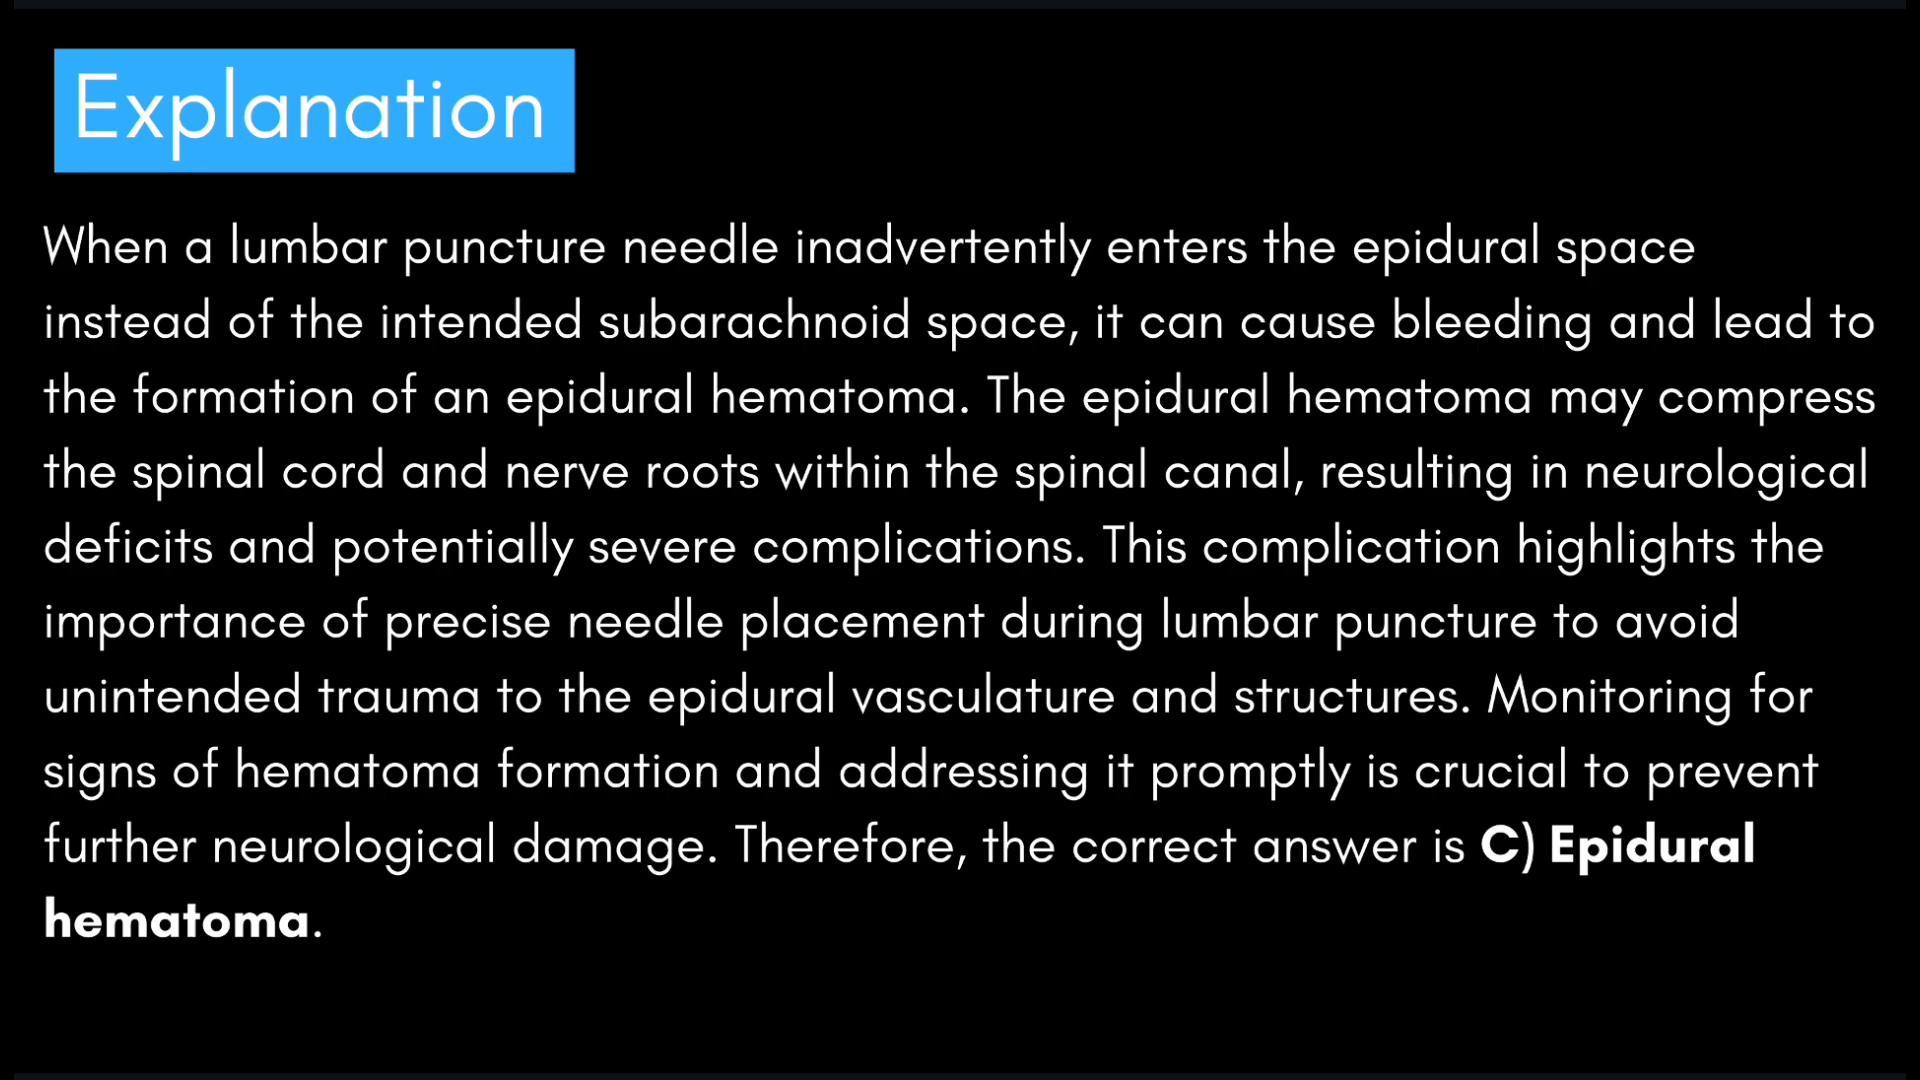 Explanation
When a lumbar puncture needle inadvertently enters the epidural space
instead of the intended subarachnoid space, it can cause bleeding and lead to
the formation of an epidural hematoma. The epidural hematoma may compress
the spinal cord and nerve roots within the spinal canal, resulting in neurological
deficits and potentially severe complications. This complication highlights the
importance of precise needle placement during lumbar puncture to avoid
unintended trauma to the epidural vasculature and structures. Monitoring for
signs of hematoma formation and addressing it promptly is crucial to prevent
further neurological damage. Therefore, the correct answer is C) Epidural
hematoma.